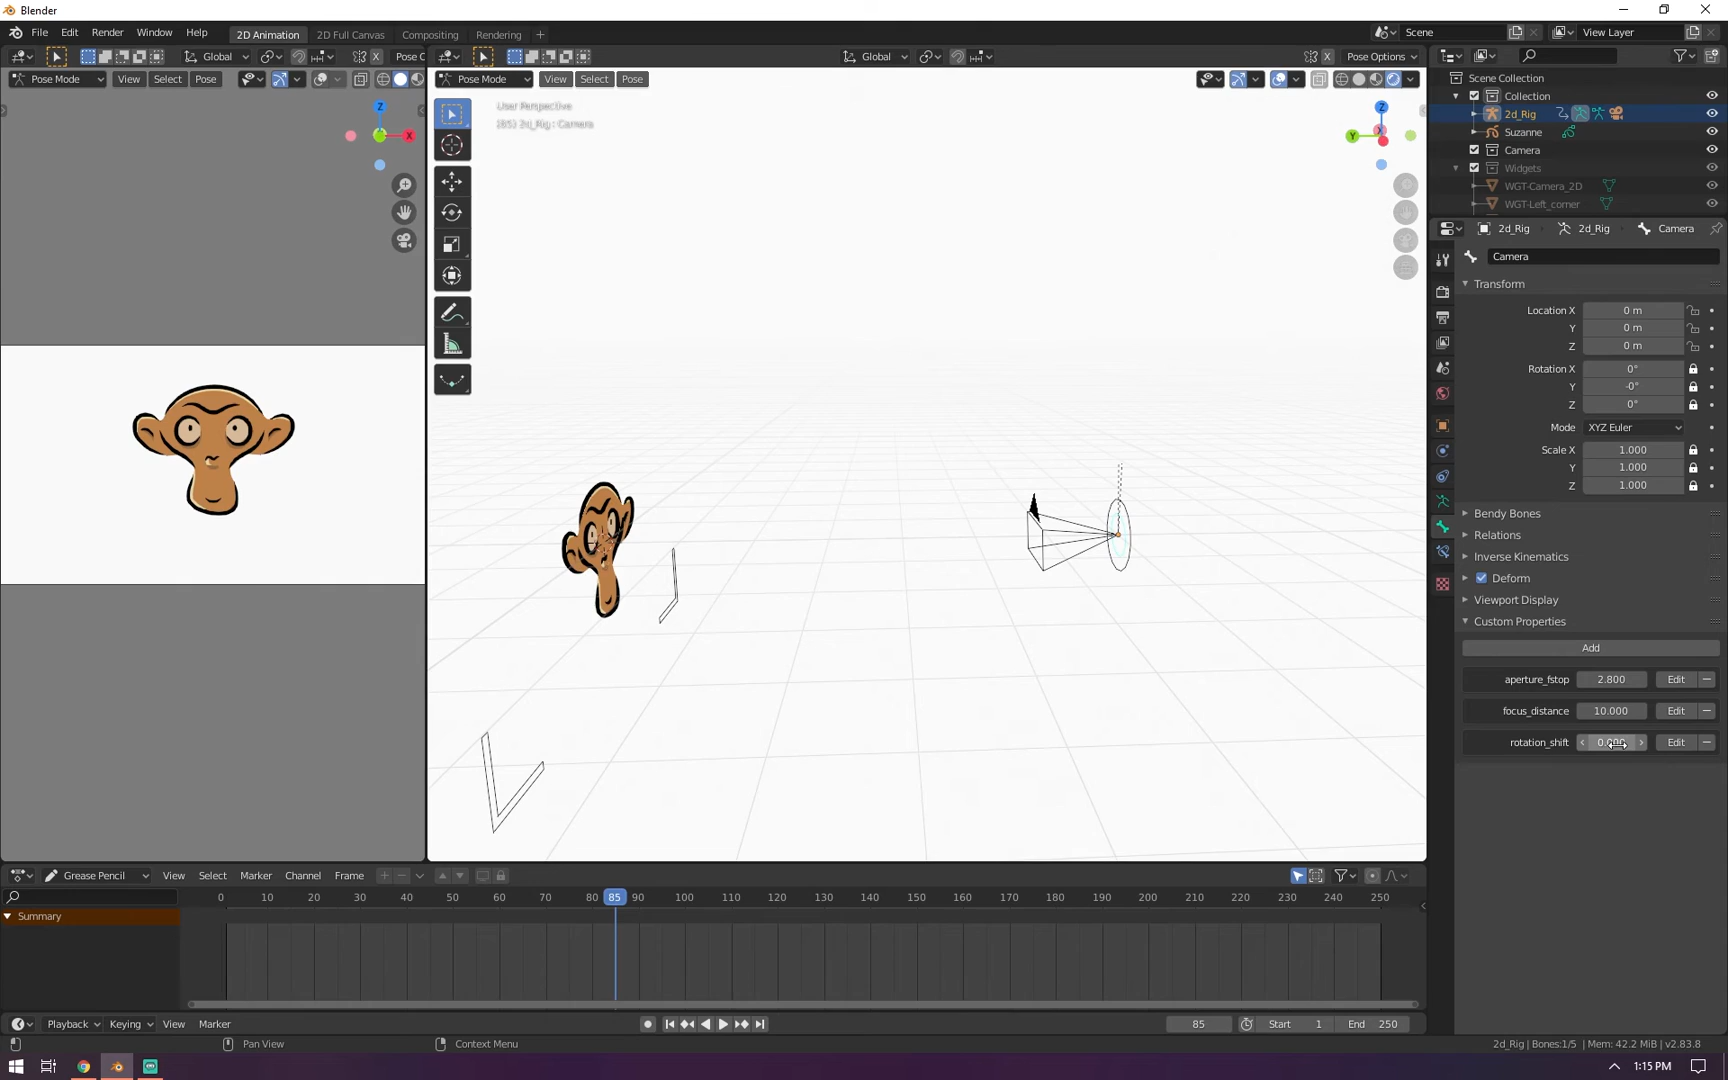 Blender
File Edit Render Window Help 2D Animation 2D Full Canvas Compositing Rendering + Scene View Layer
Global X Pose O Global X Pose Options
Pose Mode View Select Pose Pose Mode View Select Pose
User Perspective
(85) 2d_Rig : Camera
Z
X
Z
Y
Scene Collection
Collection
2d_Rig
Suzanne
Camera
Widgets
WGT-Camera_2D
WGT-Left_corner
2d_Rig 2d_Rig Camera
Camera
Transform
Location X 0 m
Y 0 m
Z 0 m
Rotation X 0°
Y -0°
Z 0°
Mode XYZ Euler
Scale X 1.000
Y 1.000
Z 1.000
Bendy Bones
Relations
Inverse Kinematics
Deform
Viewport Display
Custom Properties
Add
aperture_fstop 2.800 Edit
focus_distance 10.000 Edit
rotation_shift 0.000 Edit
Grease Pencil View Select Marker Channel Frame
0 10 20 30 40 50 60 70 80 85 90 100 110 120 130 140 150 160 170 180 190 200 210 220 230 240 250
Summary
Playback Keying View Marker 85 Start 1 End 250
Pan View Context Menu 2d_Rig | Bones:1/5 | Mem: 42.2 MiB | v2.83.8
1:15 PM